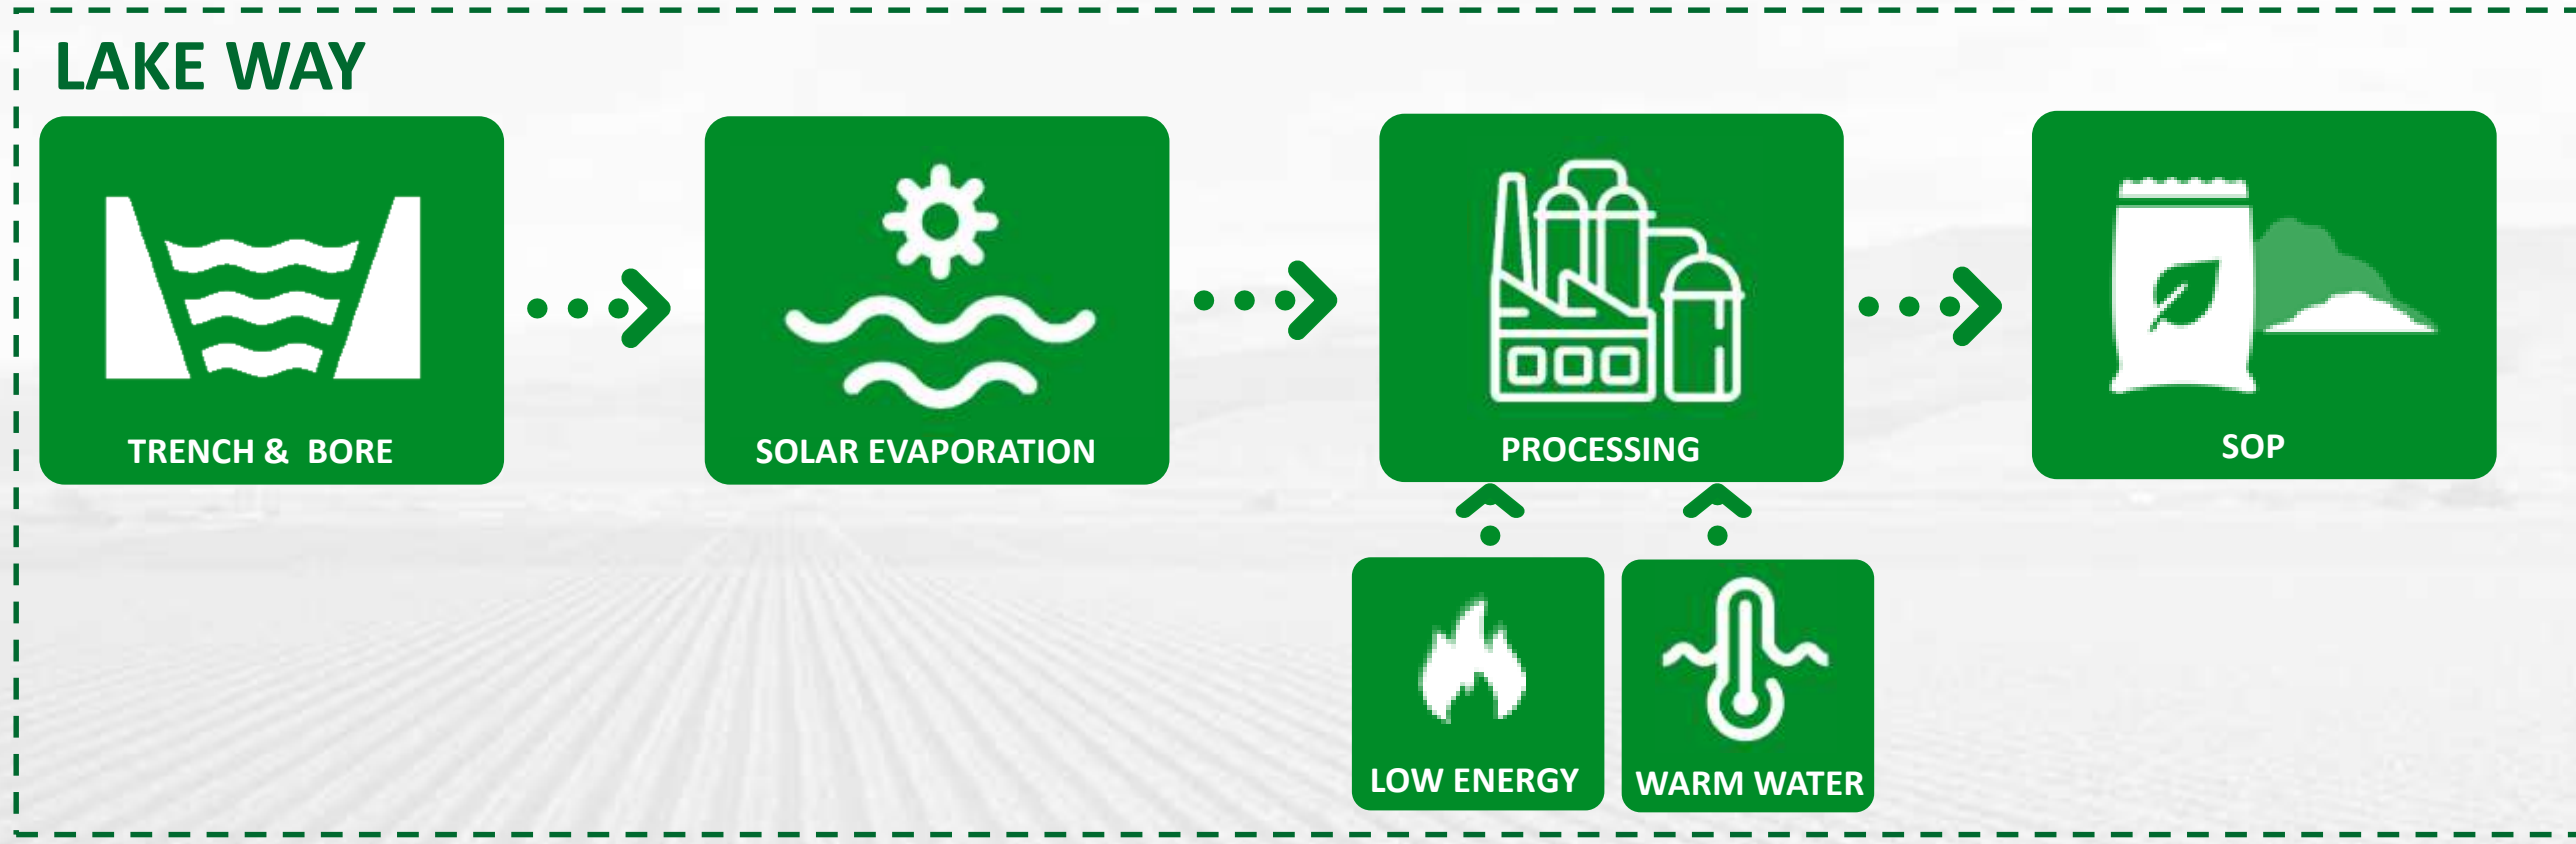 LAKE WAY
TRENCH & BORE
SOLAR EVAPORATION
PROCESSING
SOP
LOW ENERGY
WARM WATER